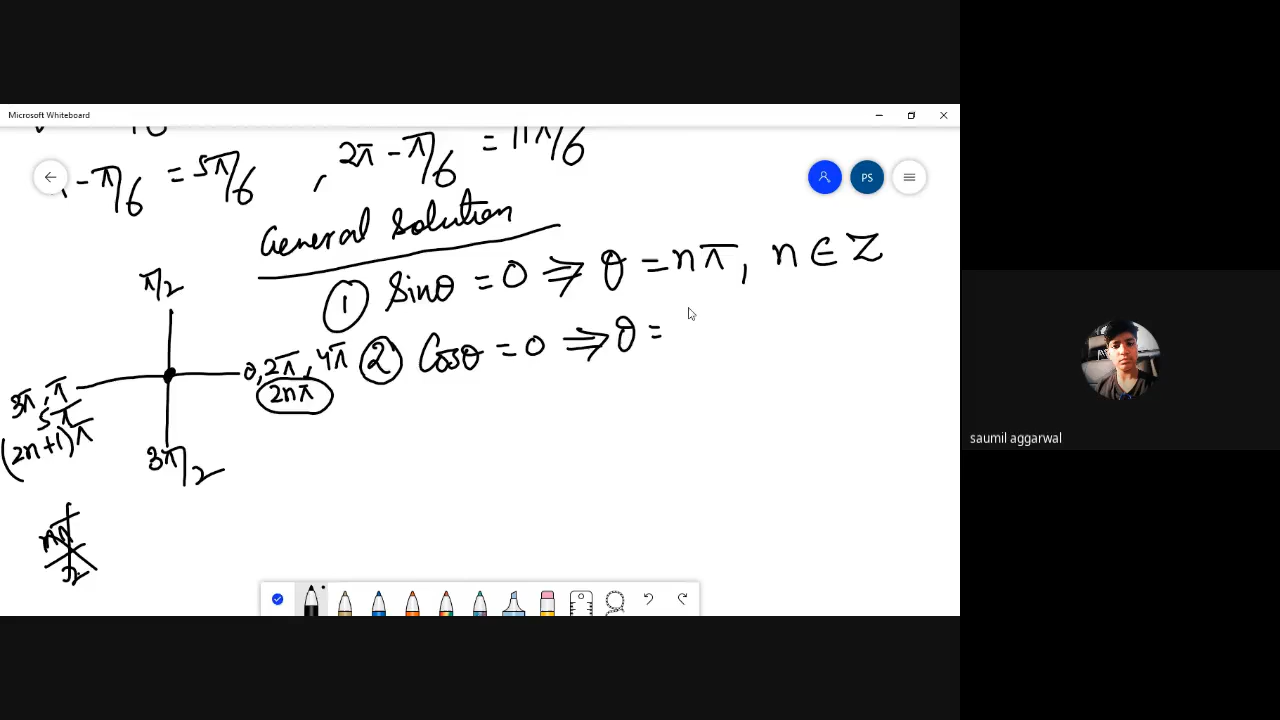 Microsoft Whiteboard
- π/6 = 5π/6 , 2π - π/6 = 11π/6
PS
General Solution
① Sinθ = 0 ⇒ θ = nπ, n ∈ Z
② Cosθ = 0 ⇒ θ =
π/2
0, 2π, 4π
2nπ
3π, π
5π
(2n+1)π
3π/2
saumil aggarwal